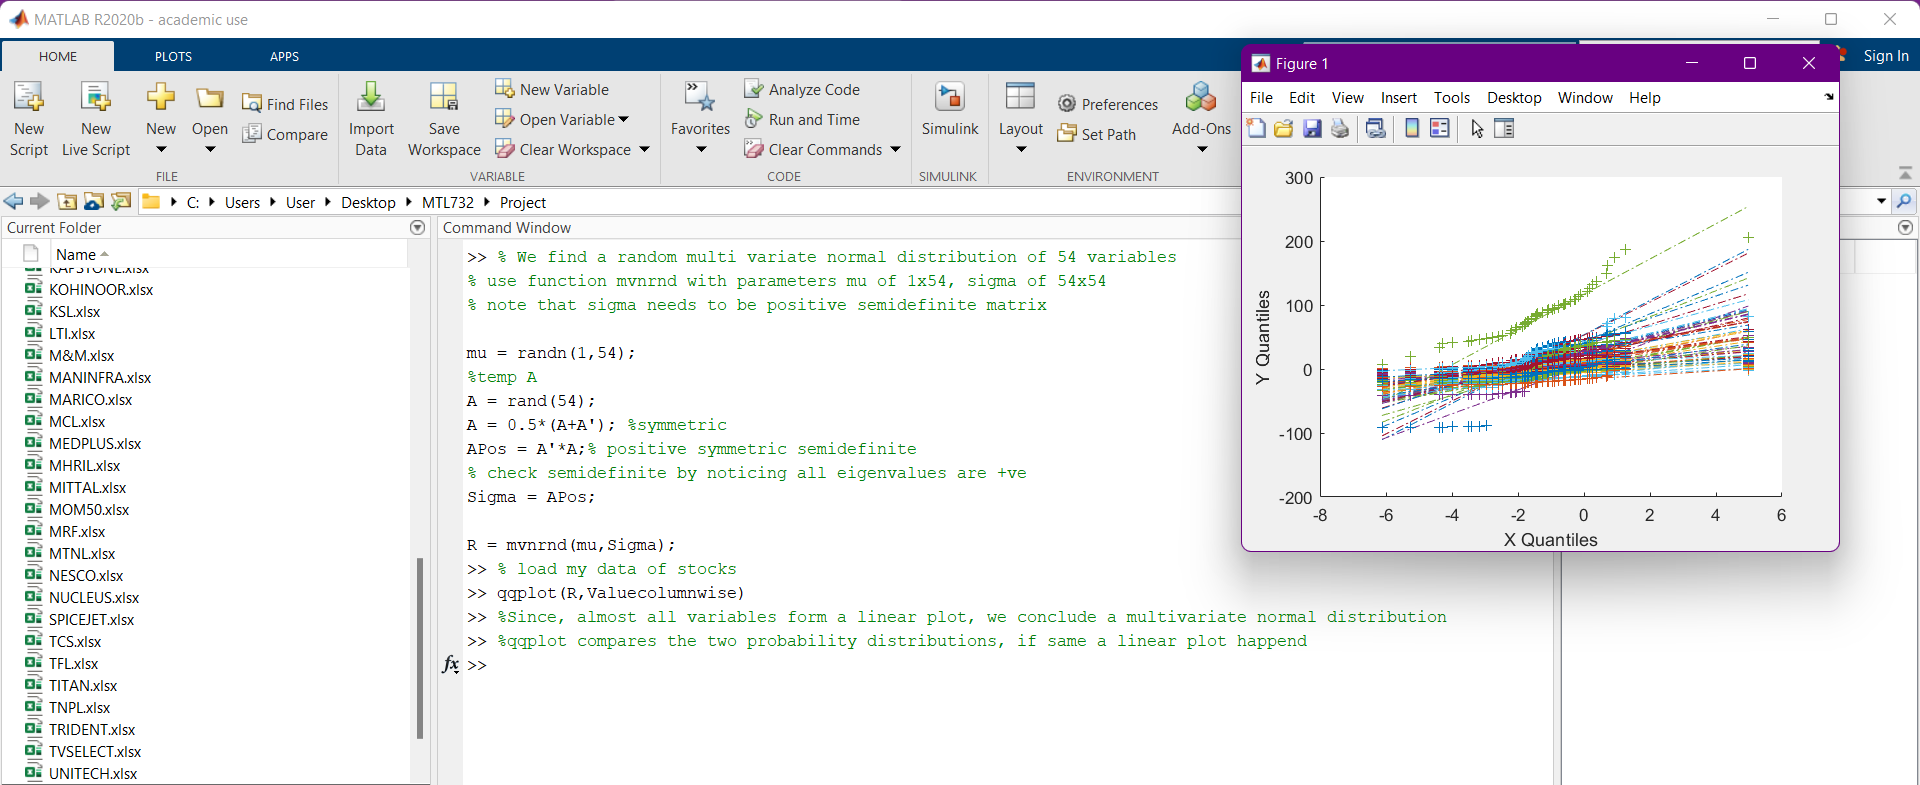 MATLAB R2020b - academic use
HOME PLOTS APPS
Sign In
New Script
New Live Script
New
Open
Find Files
Compare
FILE
Import Data
Save Workspace
New Variable
Open Variable
Clear Workspace
VARIABLE
Favorites
Analyze Code
Run and Time
Clear Commands
CODE
Simulink
SIMULINK
Layout
Preferences
Set Path
Add-Ons
ENVIRONMENT
C: Users User Desktop MTL732 Project
Current Folder
Name
KAPSTONE.xlsx
KOHINOOR.xlsx
KSL.xlsx
LTI.xlsx
M&M.xlsx
MANINFRA.xlsx
MARICO.xlsx
MCL.xlsx
MEDPLUS.xlsx
MHRIL.xlsx
MITTAL.xlsx
MOM50.xlsx
MRF.xlsx
MTNL.xlsx
NESCO.xlsx
NUCLEUS.xlsx
SPICEJET.xlsx
TCS.xlsx
TFL.xlsx
TITAN.xlsx
TNPL.xlsx
TRIDENT.xlsx
TVSELECT.xlsx
UNITECH.xlsx
Command Window
>> % We find a random multi variate normal distribution of 54 variables
% use function mvnrnd with parameters mu of 1x54, sigma of 54x54
% note that sigma needs to be positive semidefinite matrix
mu = randn(1,54);
%temp A
A = rand(54);
A = 0.5*(A+A'); %symmetric
APos = A'*A;% positive symmetric semidefinite
% check semidefinite by noticing all eigenvalues are +ve
Sigma = APos;
R = mvnrnd(mu,Sigma);
>> % load my data of stocks
>> qqplot(R,Valuecolumnwise)
>> %Since, almost all variables form a linear plot, we conclude a multivariate normal distribution
>> %qqplot compares the two probability distributions, if same a linear plot happend
fx >>
Figure 1
File Edit View Insert Tools Desktop Window Help
300
200
100
0
-100
-200
Y Quantiles
-8 -6 -4 -2 0 2 4 6
X Quantiles